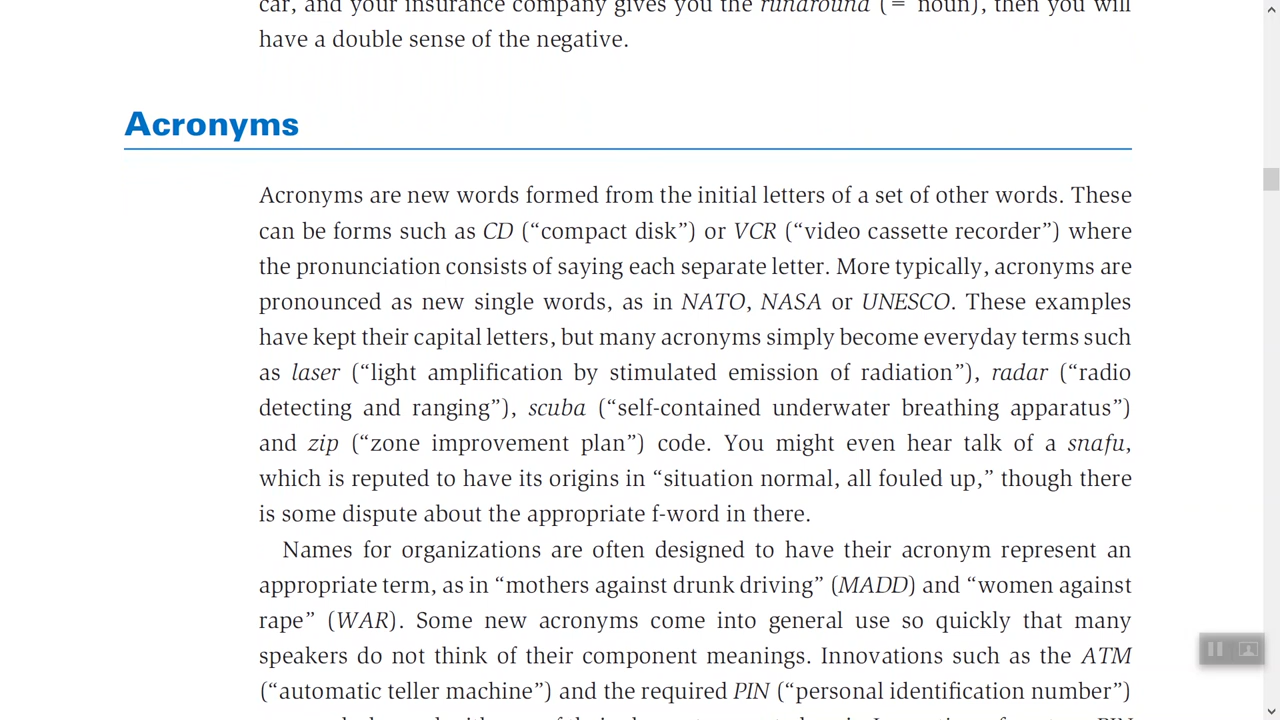 car, and your insurance company gives you the runaround (= noun), then you will
have a double sense of the negative.
Acronyms
Acronyms are new words formed from the initial letters of a set of other words. These
can be forms such as CD (“compact disk”) or VCR (“video cassette recorder”) where
the pronunciation consists of saying each separate letter. More typically, acronyms are
pronounced as new single words, as in NATO, NASA or UNESCO. These examples
have kept their capital letters, but many acronyms simply become everyday terms such
as laser (“light amplification by stimulated emission of radiation”), radar (“radio
detecting and ranging”), scuba (“self-contained underwater breathing apparatus”)
and zip (“zone improvement plan”) code. You might even hear talk of a snafu,
which is reputed to have its origins in “situation normal, all fouled up,” though there
is some dispute about the appropriate f-word in there.
Names for organizations are often designed to have their acronym represent an
appropriate term, as in “mothers against drunk driving” (MADD) and “women against
rape” (WAR). Some new acronyms come into general use so quickly that many
speakers do not think of their component meanings. Innovations such as the ATM
(“automatic teller machine”) and the required PIN (“personal identification number”)